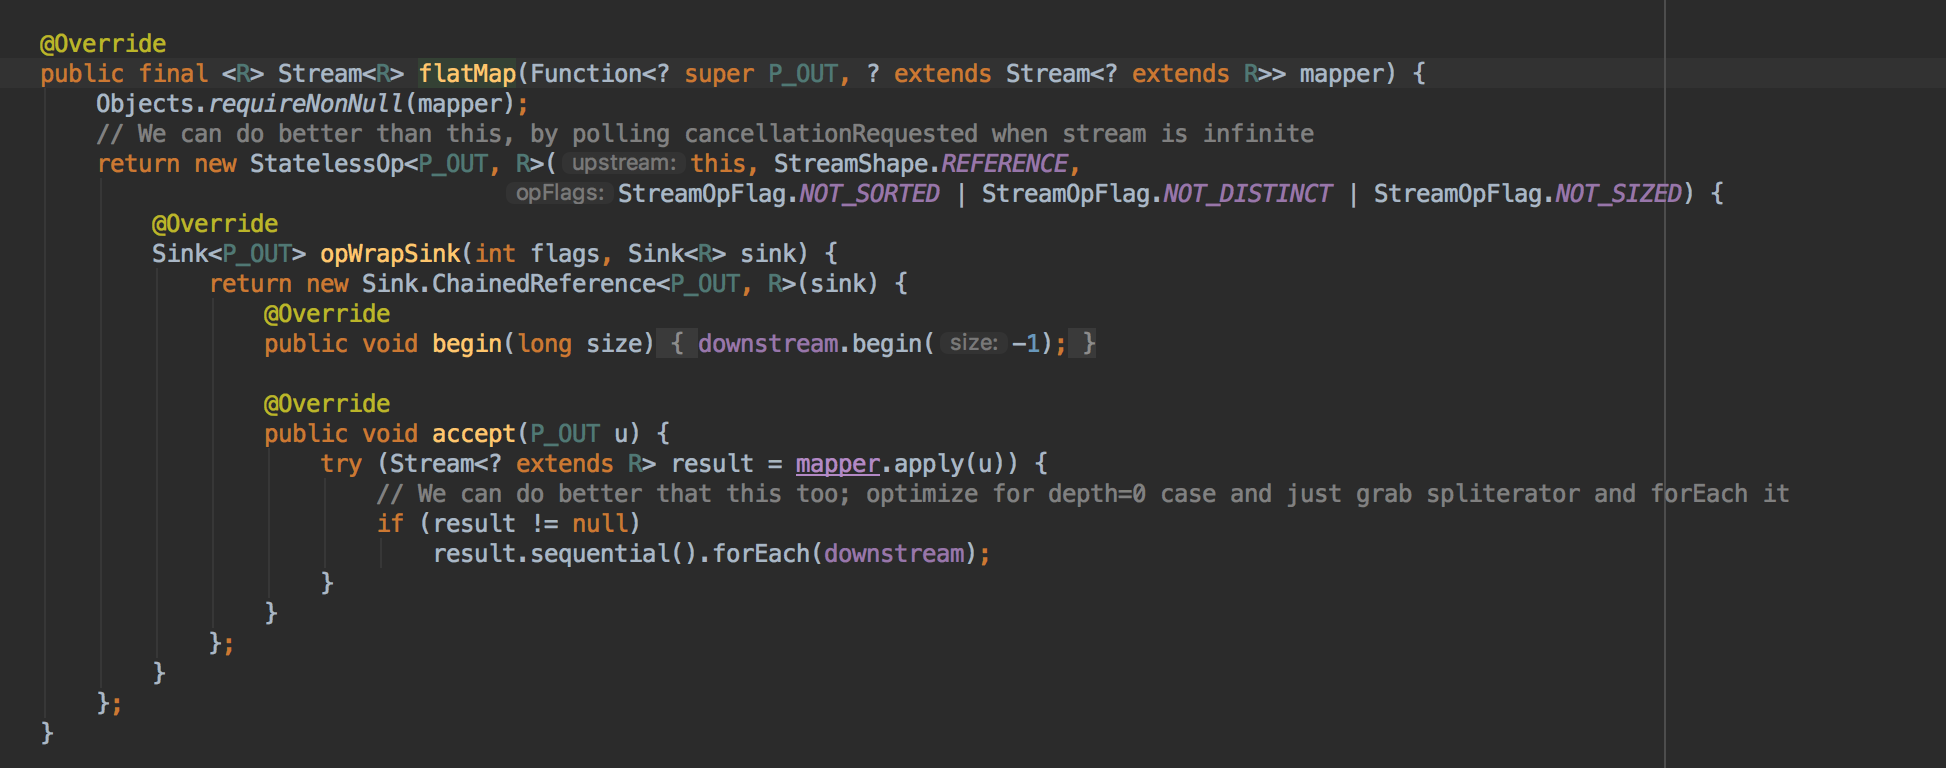 @Override
public final <R> Stream<R> flatMap(Function<? super P_OUT, ? extends Stream<? extends R>> mapper) {
Objects.requireNonNull(mapper);
// We can do better than this, by polling cancellationRequested when stream is infinite
return new StatelessOp<P_OUT, R>( upstream: this, StreamShape.REFERENCE,
opFlags: StreamOpFlag.NOT_SORTED | StreamOpFlag.NOT_DISTINCT | StreamOpFlag.NOT_SIZED) {
@Override
Sink<P_OUT> opWrapSink(int flags, Sink<R> sink) {
return new Sink.ChainedReference<P_OUT, R>(sink) {
@Override
public void begin(long size) { downstream.begin( size: -1); }
@Override
public void accept(P_OUT u) {
try (Stream<? extends R> result = mapper.apply(u)) {
// We can do better that this too; optimize for depth=0 case and just grab spliterator and forEach it
if (result != null)
result.sequential().forEach(downstream);
}
}
};
}
};
}